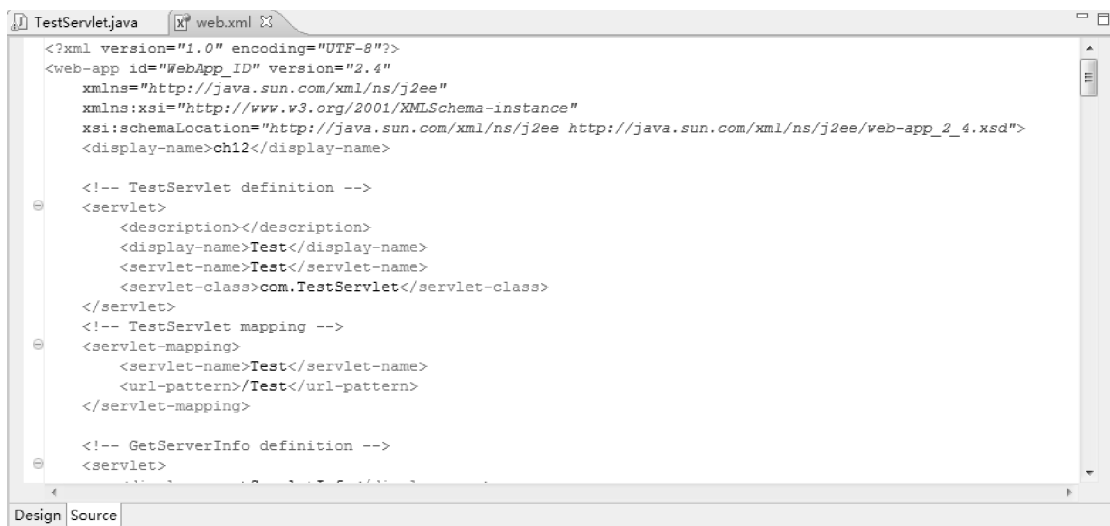 TestServlet.java web.xml
<?xml version="1.0" encoding="UTF-8"?>
<web-app id="WebApp_ID" version="2.4"
xmlns="http://java.sun.com/xml/ns/j2ee"
xmlns:xsi="http://www.w3.org/2001/XMLSchema-instance"
xsi:schemaLocation="http://java.sun.com/xml/ns/j2ee http://java.sun.com/xml/ns/j2ee/web-app_2_4.xsd">
<display-name>ch12</display-name>
<!-- TestServlet definition -->
<servlet>
<description></description>
<display-name>Test</display-name>
<servlet-name>Test</servlet-name>
<servlet-class>com.TestServlet</servlet-class>
</servlet>
<!-- TestServlet mapping -->
<servlet-mapping>
<servlet-name>Test</servlet-name>
<url-pattern>/Test</url-pattern>
</servlet-mapping>
<!-- GetServerInfo definition -->
<servlet>
Design Source